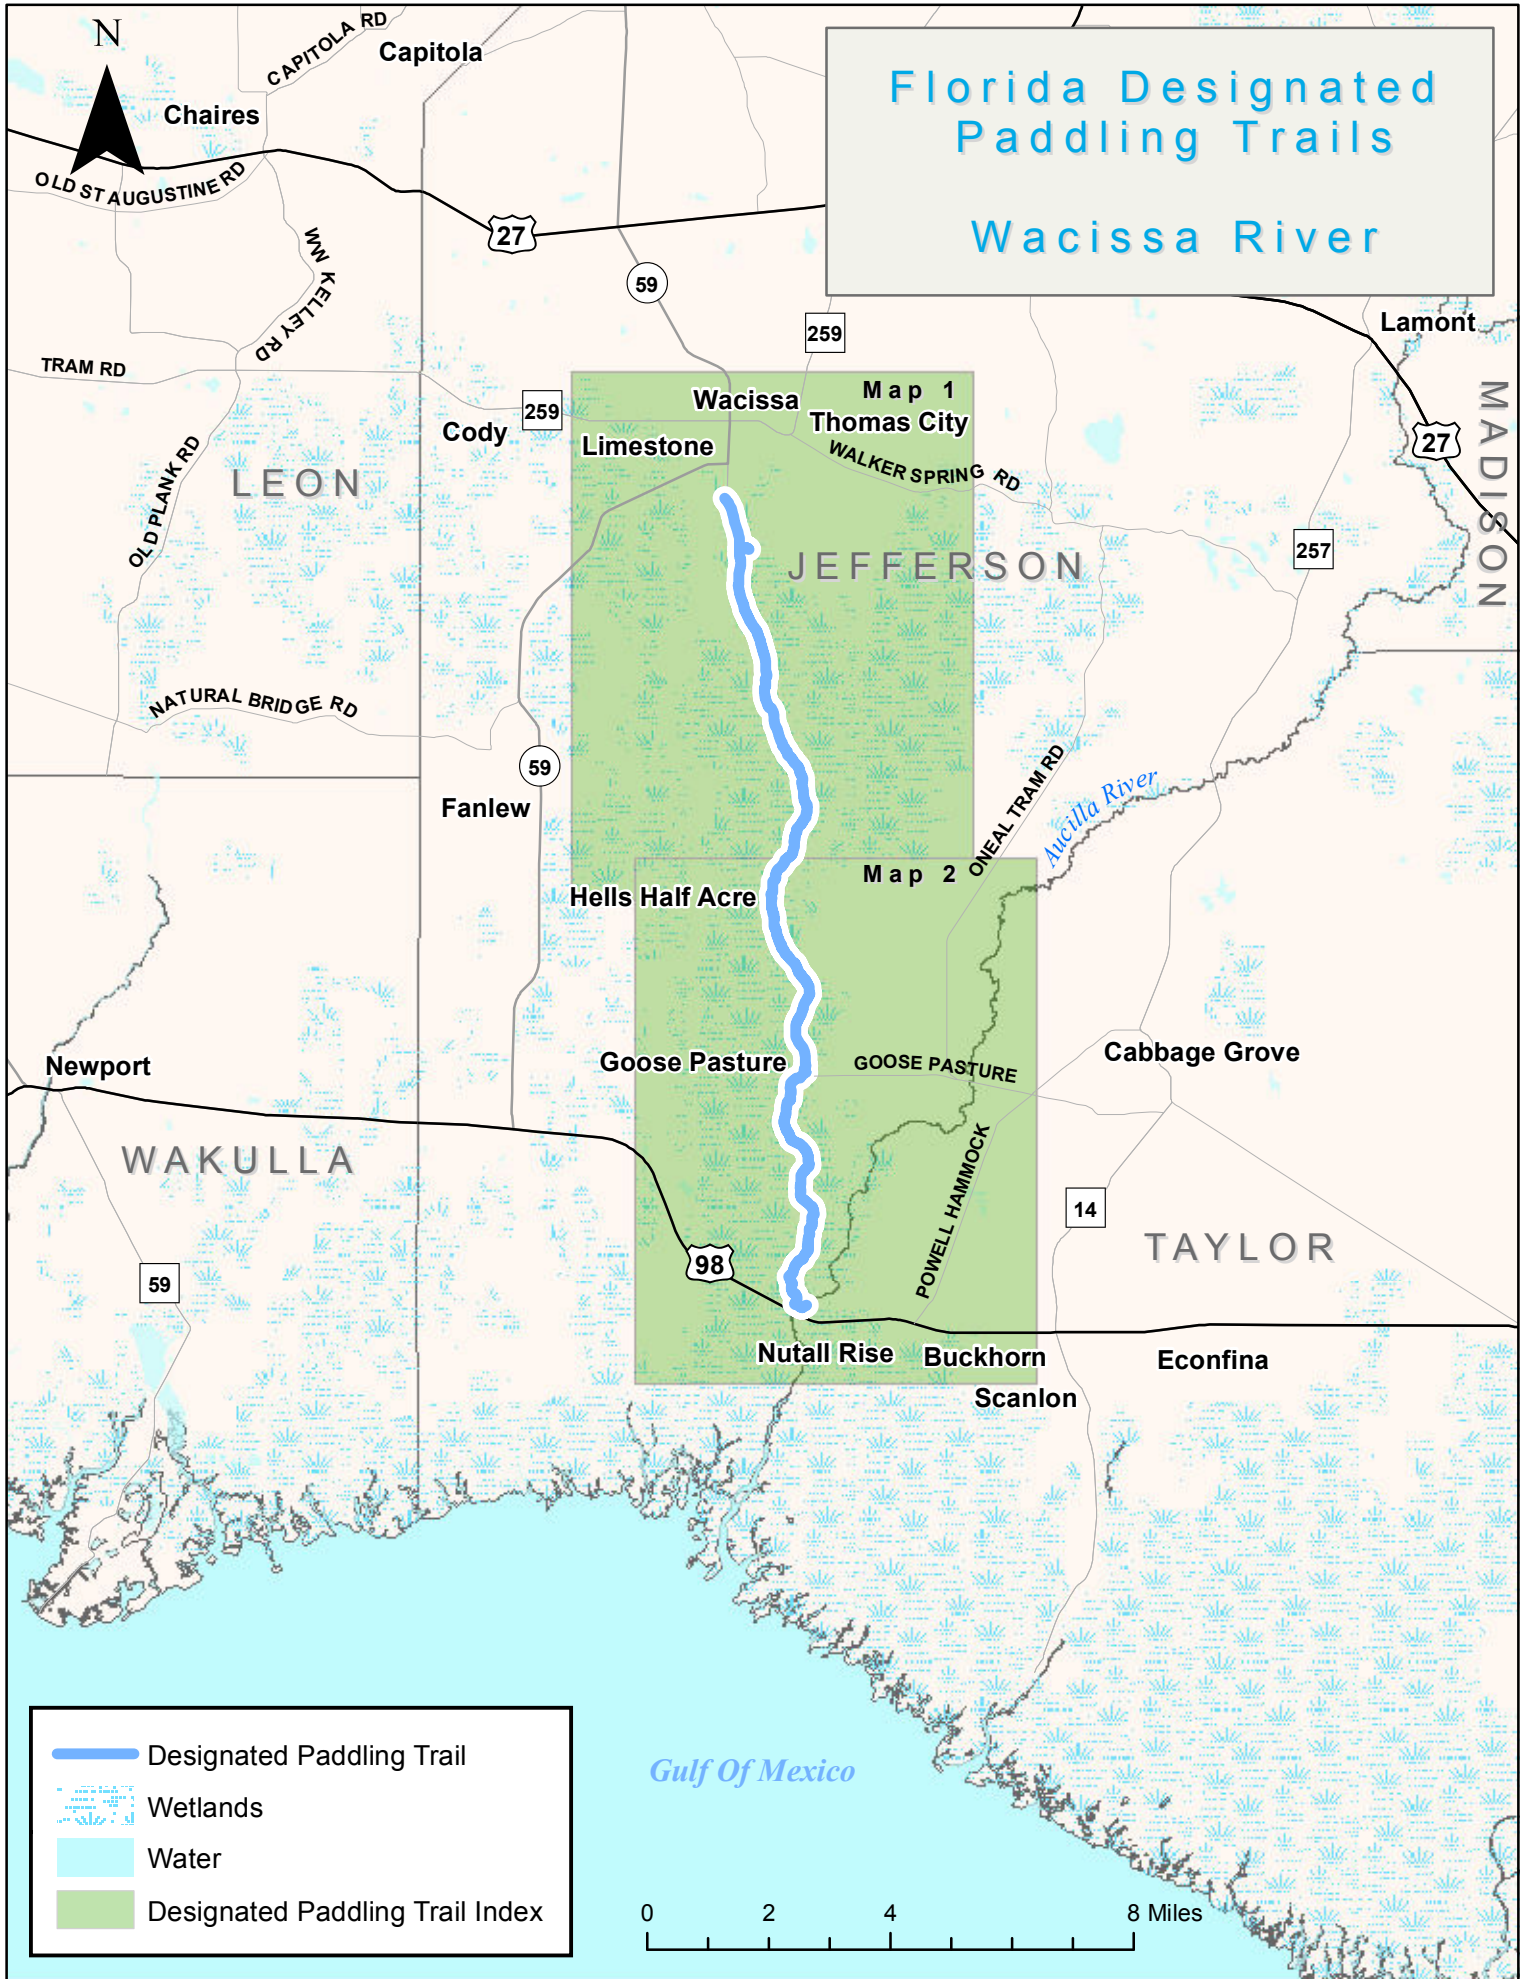 N
CAPITOLA RD
Capitola
Chaires
Florida Designated
Paddling Trails
Wacissa River
OLD ST AUGUSTINE RD
27
WW KELLEY RD
59
259
Lamont
TRAM RD
MADISON
Map 1
Wacissa
259
Thomas City
Cody
27
Limestone
WALKER SPRING RD
LEON
OLD PLANK RD
257
JEFFERSON
NATURAL BRIDGE RD
59
Fanlew
ONEAL TRAM RD
Aucilla River
Map 2
Hells Half Acre
Newport
Goose Pasture
GOOSE PASTURE
Cabbage Grove
WAKULLA
POWELL HAMMOCK
14
TAYLOR
98
59
Nutall Rise
Buckhorn
Econfina
Scanlon
Gulf Of Mexico
Designated Paddling Trail
Wetlands
Water
Designated Paddling Trail Index
0 2 4 8 Miles